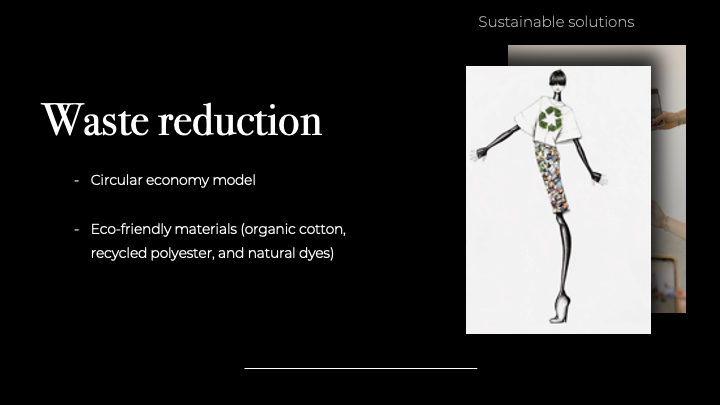 Sustainable solutions
Waste reduction
- Circular economy model
- Eco-friendly materials (organic cotton,
recycled polyester, and natural dyes)